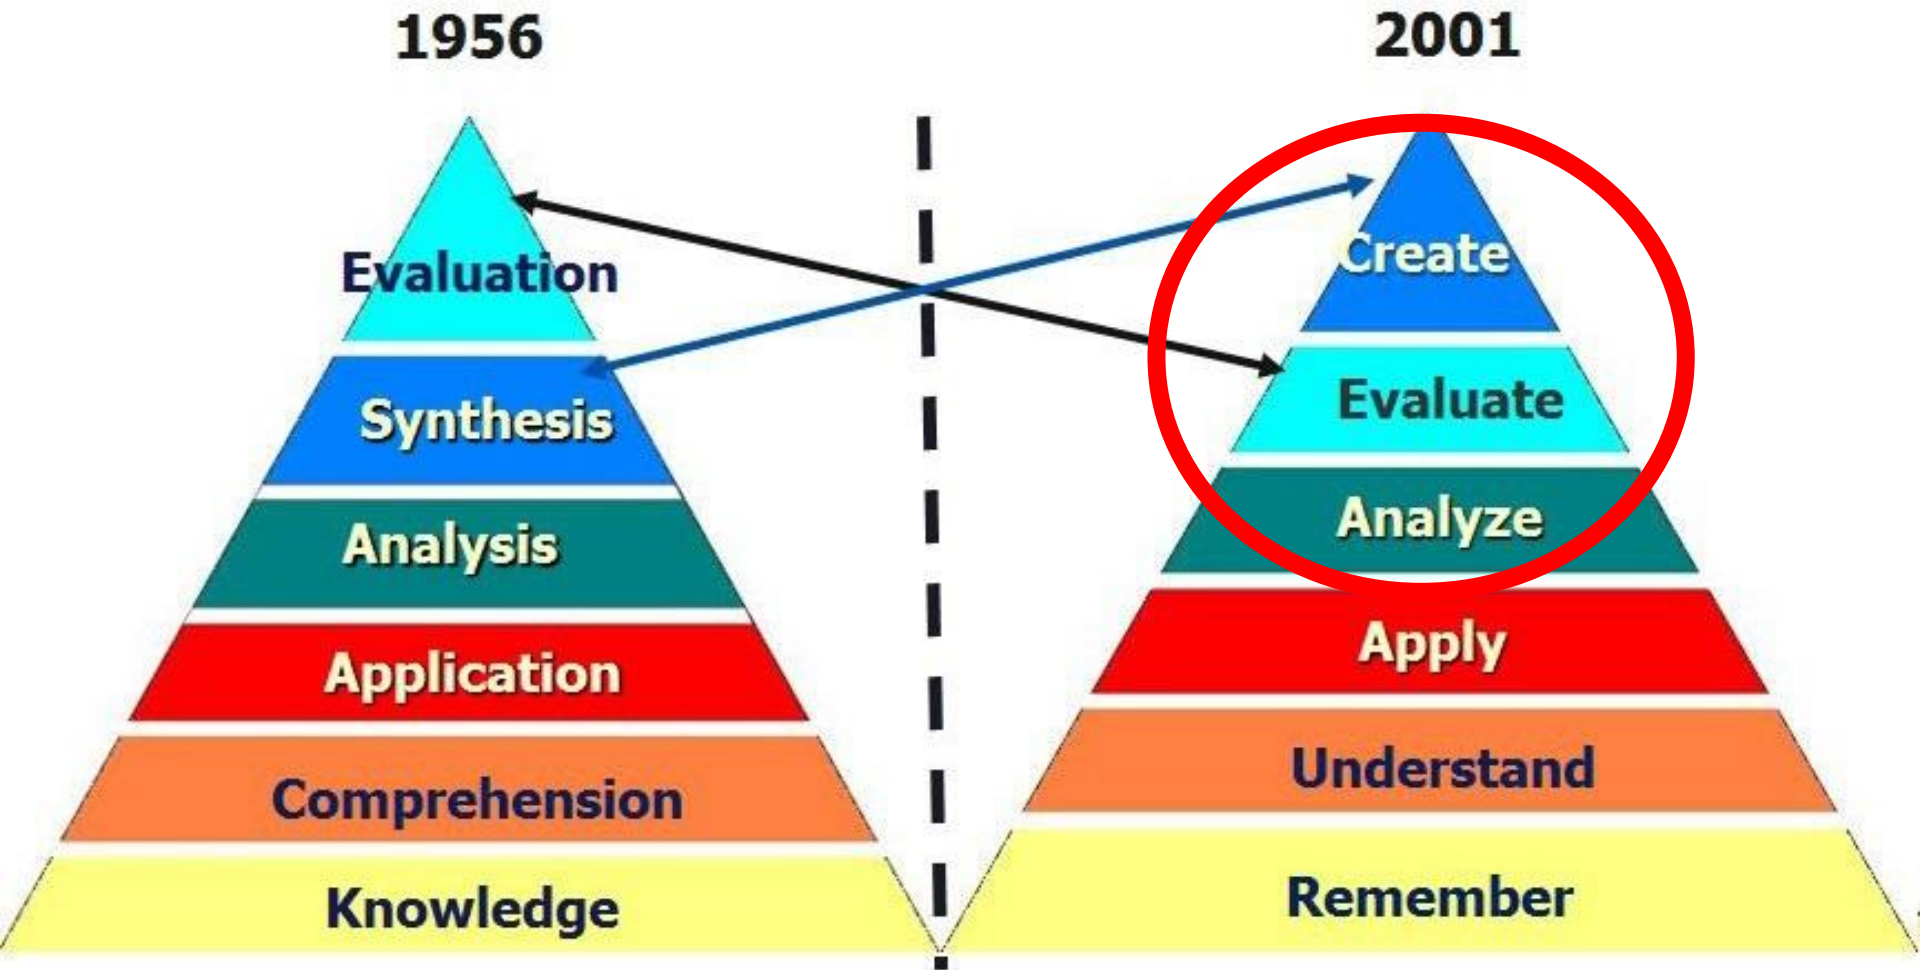 1956
Evaluation
Synthesis
Analysis
Application
Comprehension
Knowledge
2001
Create
Evaluate
Analyze
Apply
Understand
Remember